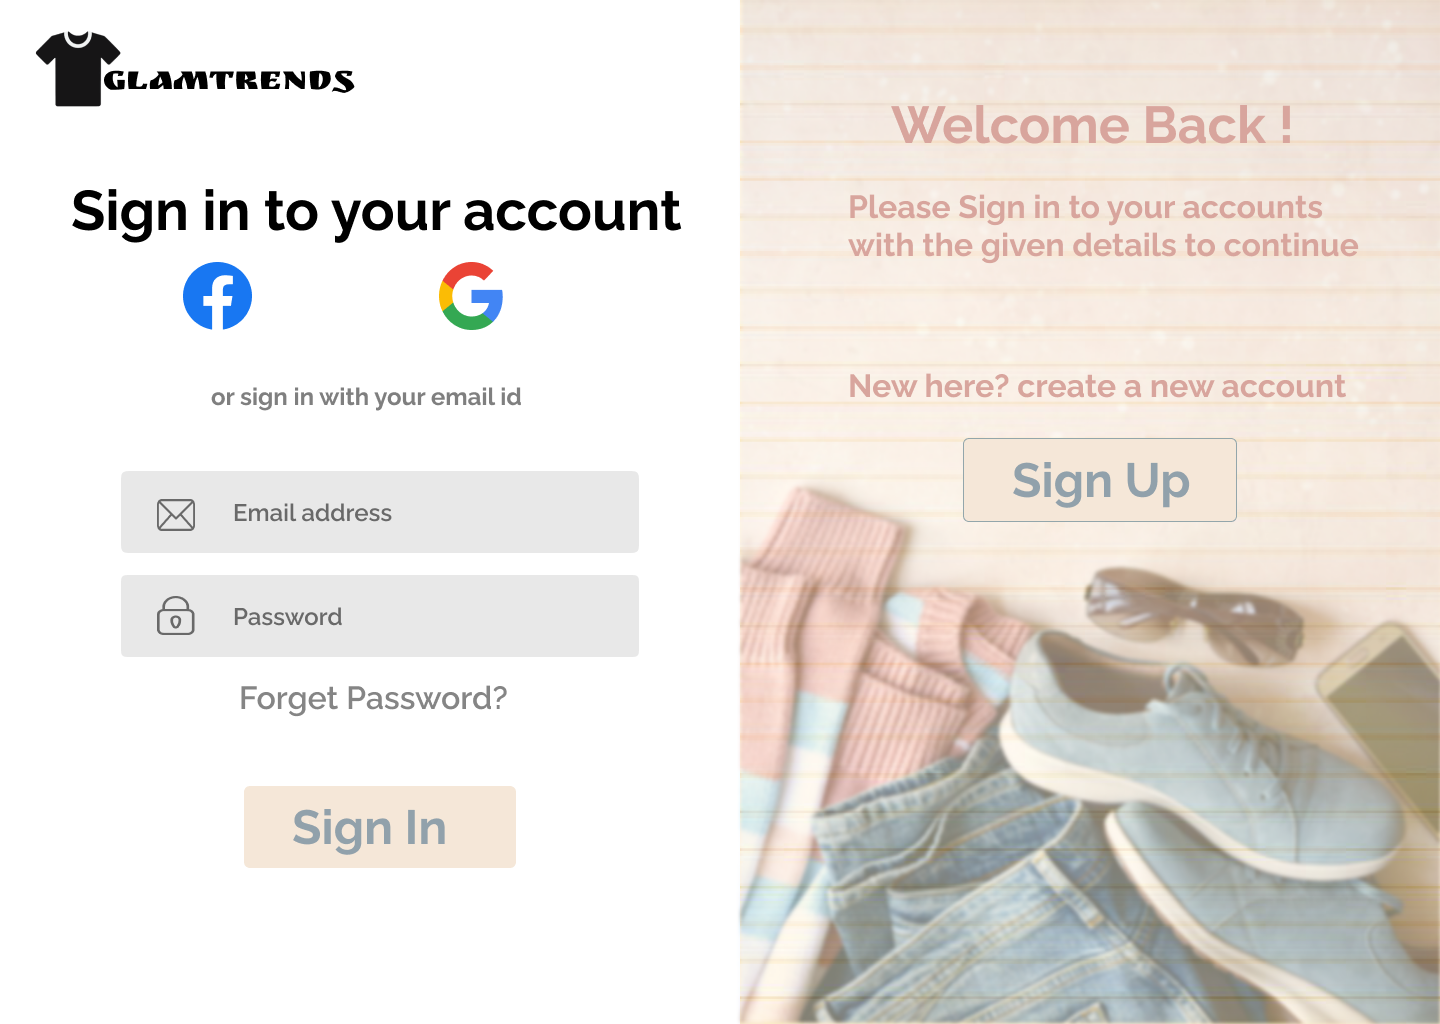 GLAMTRENDS
Sign in to your account
or sign in with your email id
Email address
Password
Forget Password?
Sign In
Welcome Back !
Please Sign in to your accounts
with the given details to continue
New here? create a new account
Sign Up